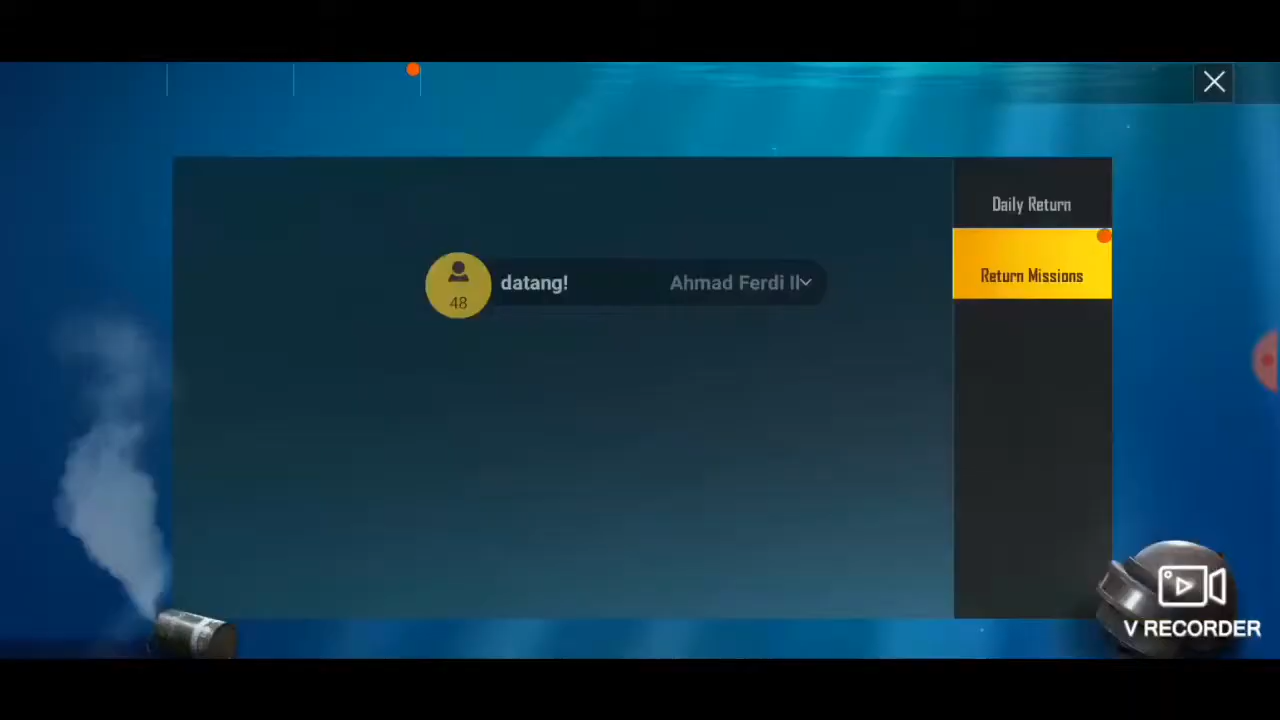 Daily Return
Return Missions
48
datang! Ahmad Ferdi Il
V RECORDER